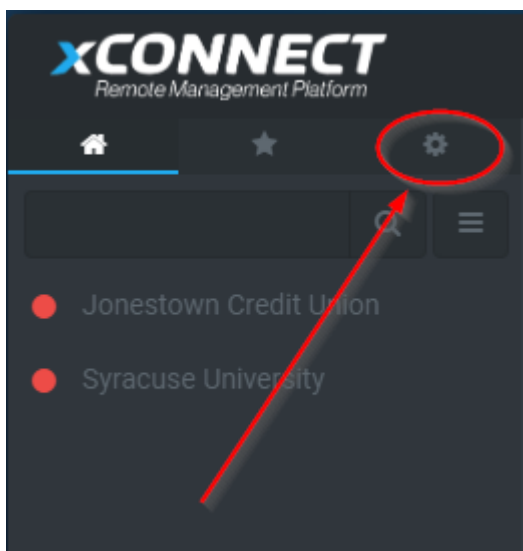 xCONNECT
Remote Management Platform
Jonestown Credit Union
Syracuse University